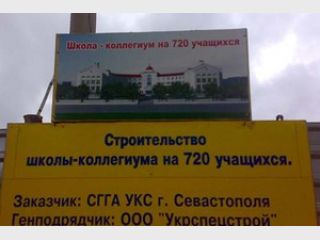 Школа - коллегиум на 720 учащихся
Строительство
школы-коллегиума на 720 учащихся.
Заказчик: СГГА УКС г. Севастополя
Генподрядчик: ООО "Укрспецстрой"